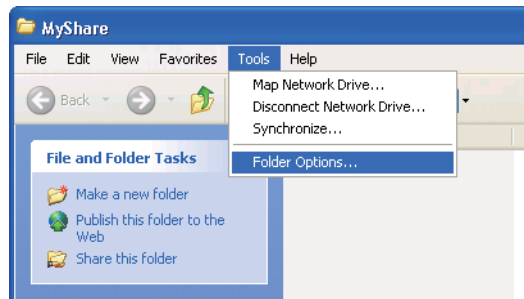 MyShare
File Edit View Favorites Tools Help
Back
Map Network Drive...
Disconnect Network Drive...
Synchronize...
Folder Options...
File and Folder Tasks
Make a new folder
Publish this folder to the
Web
Share this folder